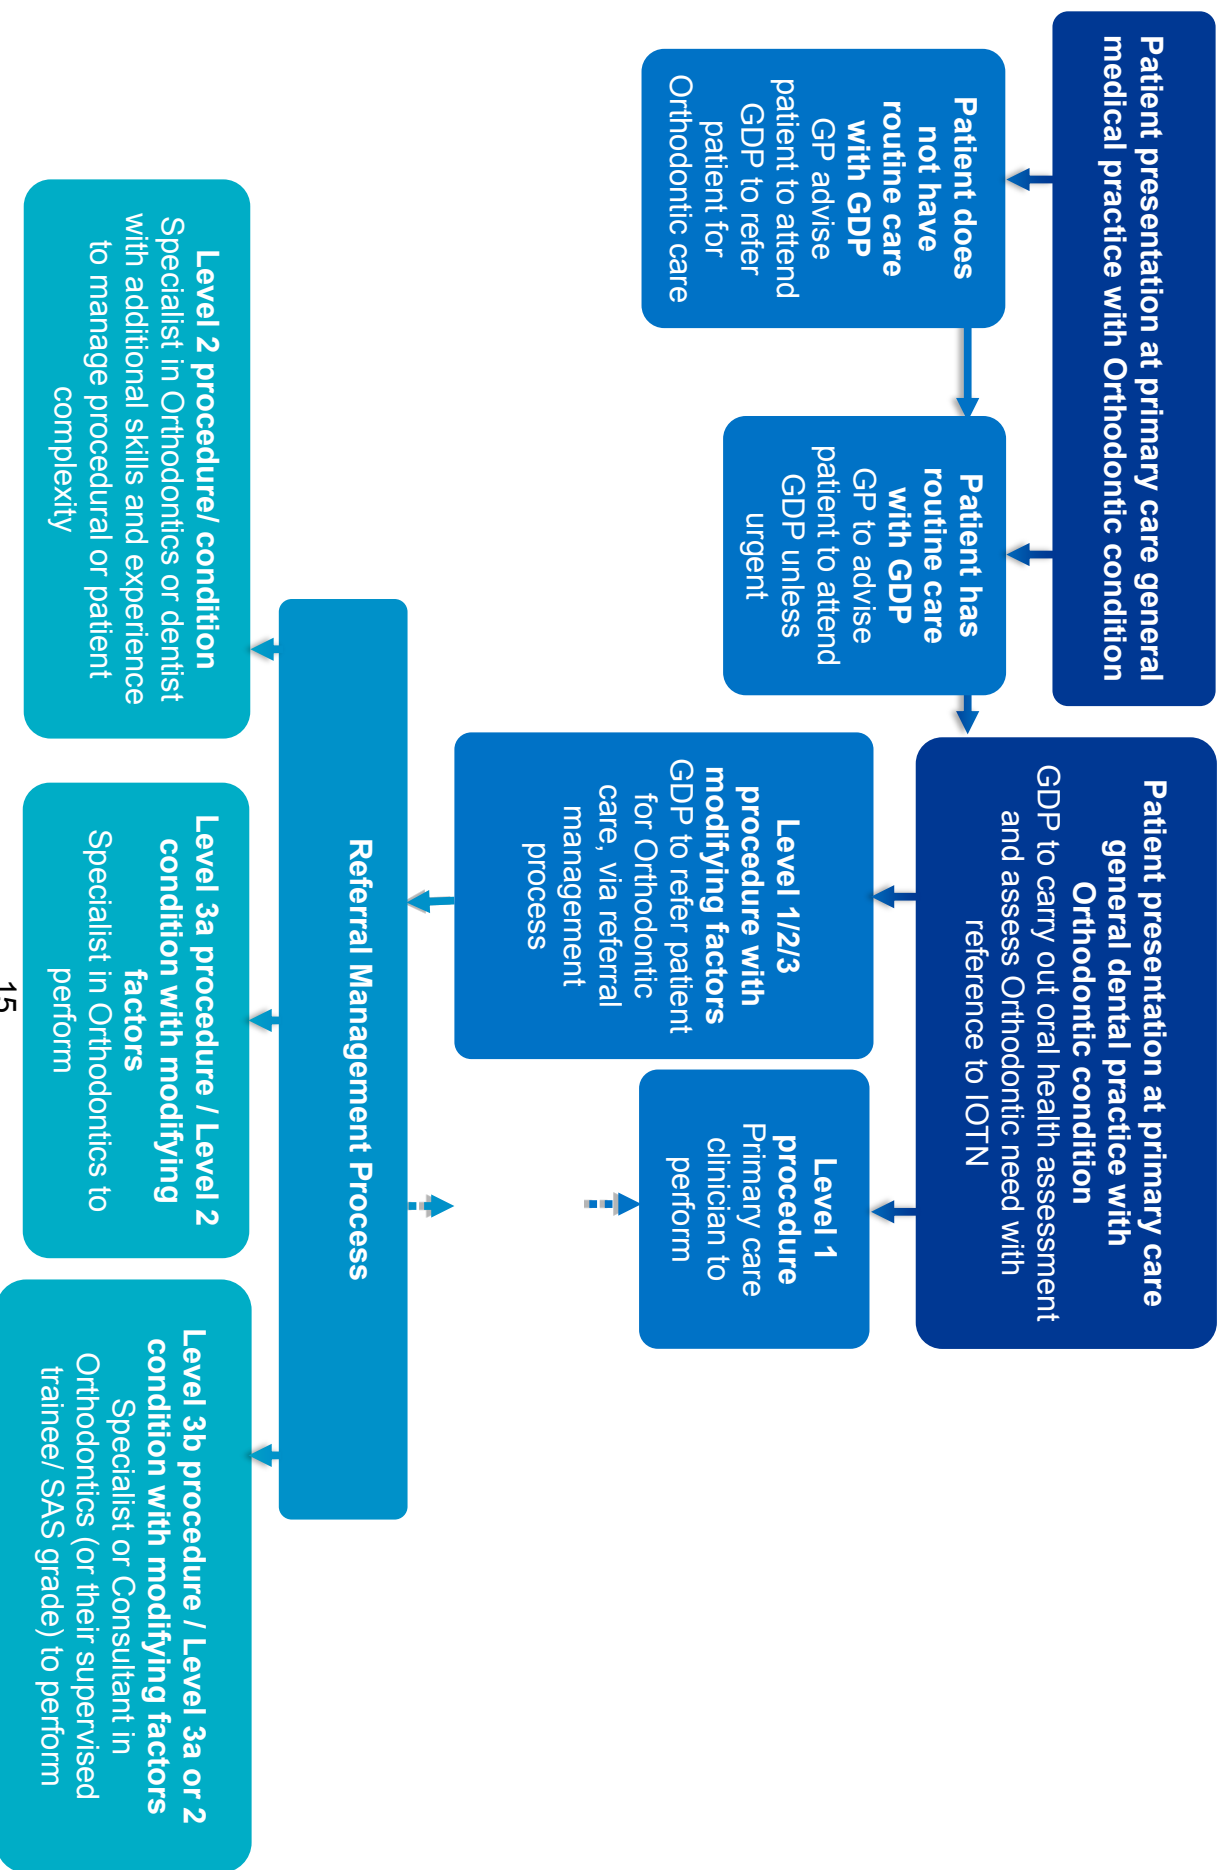 Patient presentation at primary care general
medical practice with Orthodontic condition
Patient does
not have
routine care
with GDP
GP advise
patient to attend
GDP to refer
patient for
Orthodontic care
Patient has
routine care
with GDP
GP to advise
patient to attend
GDP unless
urgent
Patient presentation at primary care
general dental practice with
Orthodontic condition
GDP to carry out oral health assessment
and assess Orthodontic need with
reference to IOTN
Level 1/2/3
procedure with
modifying factors
GDP to refer patient
for Orthodontic
care, via referral
management
process
Level 1
procedure
Primary care
clinician to
perform
Referral Management Process
Level 2 procedure/ condition
Specialist in Orthodontics or dentist
with additional skills and experience
to manage procedural or patient
complexity
Level 3a procedure / Level 2
condition with modifying
factors
Specialist in Orthodontics to
perform
Level 3b procedure / Level 3a or 2
condition with modifying factors
Specialist or Consultant in
Orthodontics (or their supervised
trainee/ SAS grade) to perform
15